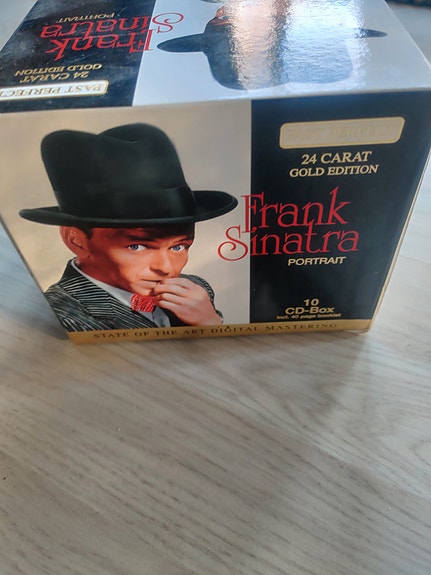 Frank
Sinatra
PORTRAIT
24 CARAT
GOLD EDITION
PAST PERFECT
24 CARAT
GOLD EDITION
Frank
Sinatra
PORTRAIT
10
CD-Box
incl. 40 page booklet
STATE OF THE ART DIGITAL MASTERING